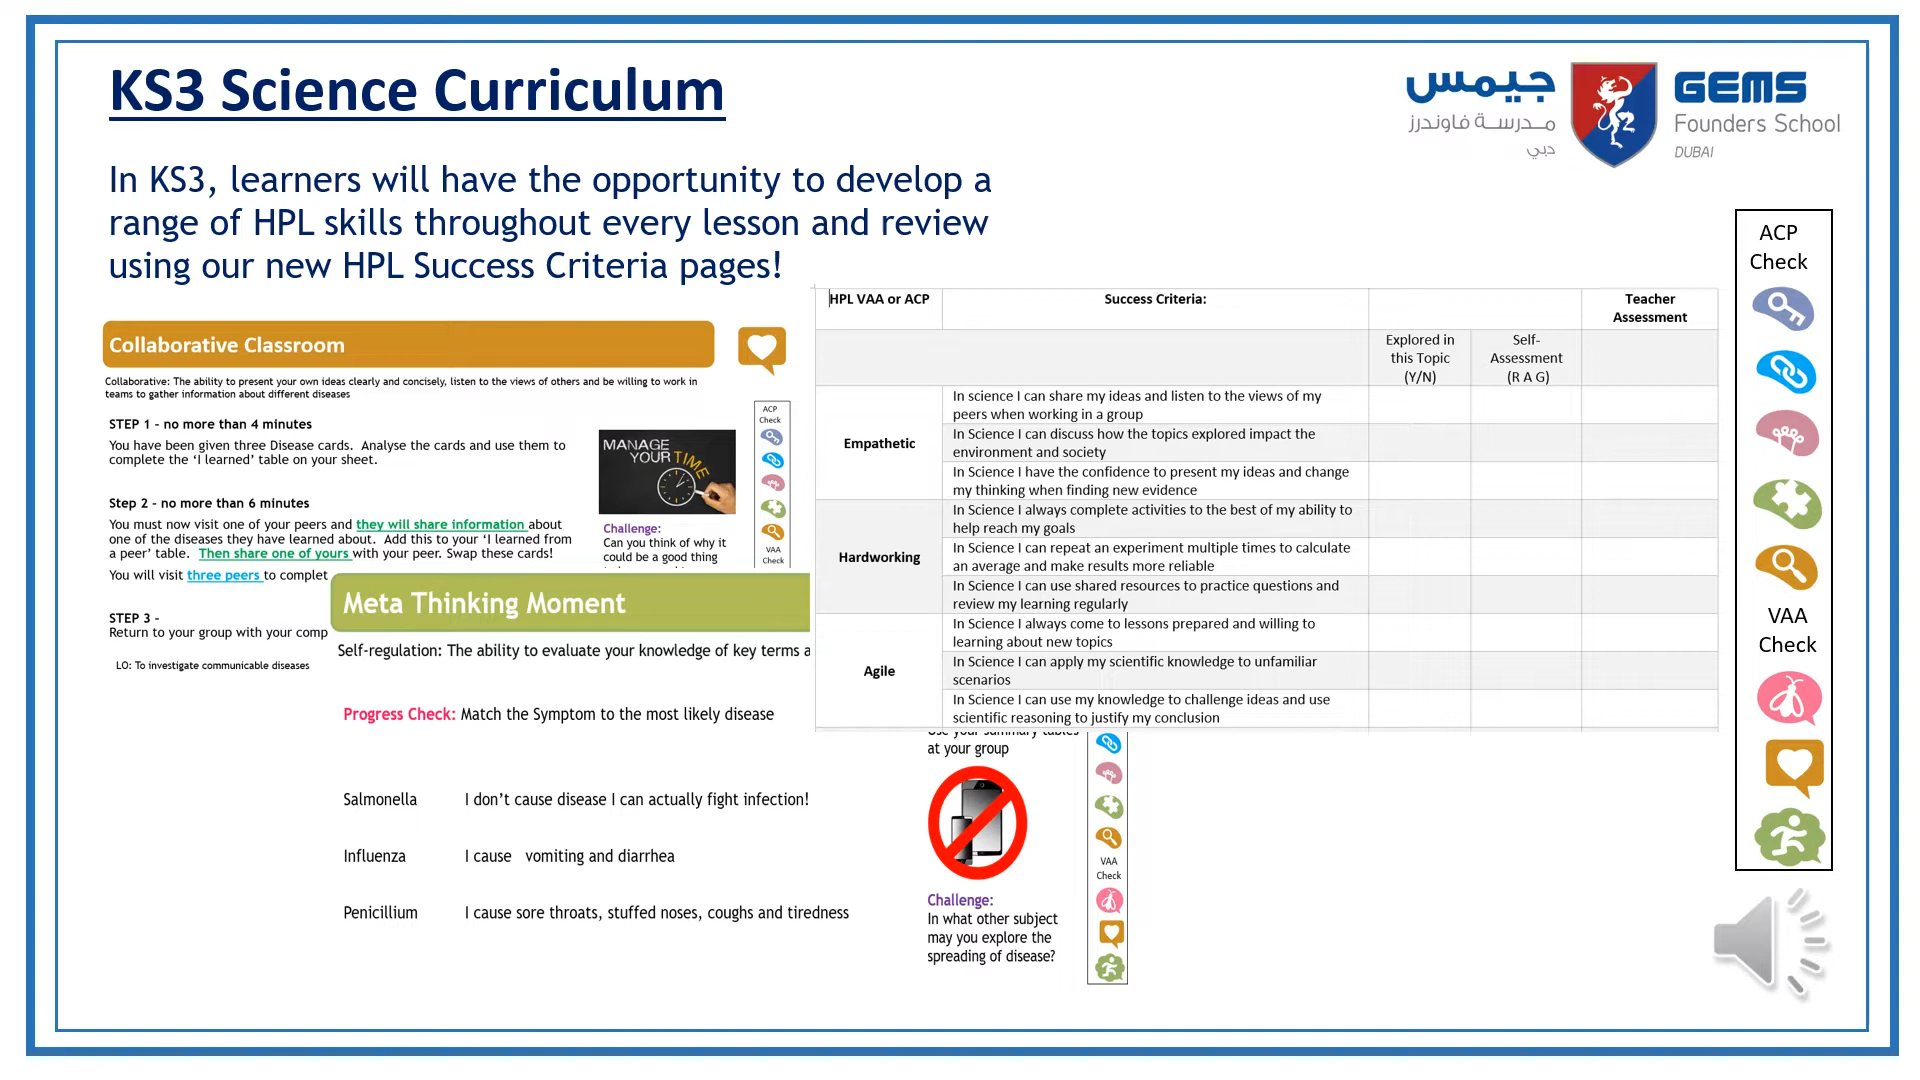 KS3 Science Curriculum
جيمس
مدرسة فاوندرز
دبي
GEMS
Founders School
DUBAI
In KS3, learners will have the opportunity to develop a
range of HPL skills throughout every lesson and review
using our new HPL Success Criteria pages!
Collaborative Classroom
Collaborative: The ability to present your own ideas clearly and concisely, listen to the views of others and be willing to work in
teams to gather information about different diseases
STEP 1 - no more than 4 minutes
You have been given three Disease cards. Analyse the cards and use them to
complete the ‘I learned’ table on your sheet.
Step 2 - no more than 6 minutes
You must now visit one of your peers and they will share information about
one of the diseases they have learned about. Add this to your ‘I learned from
a peer’ table. Then share one of yours with your peer. Swap these cards!
You will visit three peers to complet
STEP 3 -
Return to your group with your comp
LO: To investigate communicable diseases
MANAGE
YOUR TIME
Challenge:
Can you think of why it
could be a good thing
ACP
Check
VAA
Check
Meta Thinking Moment
Self-regulation: The ability to evaluate your knowledge of key terms a
Progress Check: Match the Symptom to the most likely disease
Salmonella I don’t cause disease I can actually fight infection!
Influenza I cause vomiting and diarrhea
Penicillium I cause sore throats, stuffed noses, coughs and tiredness
Use your summary tables
at your group
Challenge:
In what other subject
may you explore the
spreading of disease?
VAA
Check
HPL VAA or ACP Success Criteria: Teacher
Assessment
Explored in
this Topic
(Y/N)
Self-
Assessment
(R A G)
Empathetic
In science I can share my ideas and listen to the views of my
peers when working in a group
In Science I can discuss how the topics explored impact the
environment and society
In Science I have the confidence to present my ideas and change
my thinking when finding new evidence
Hardworking
In Science I always complete activities to the best of my ability to
help reach my goals
In Science I can repeat an experiment multiple times to calculate
an average and make results more reliable
In Science I can use shared resources to practice questions and
review my learning regularly
Agile
In Science I always come to lessons prepared and willing to
learning about new topics
In Science I can apply my scientific knowledge to unfamiliar
scenarios
In Science I can use my knowledge to challenge ideas and use
scientific reasoning to justify my conclusion
ACP
Check
VAA
Check